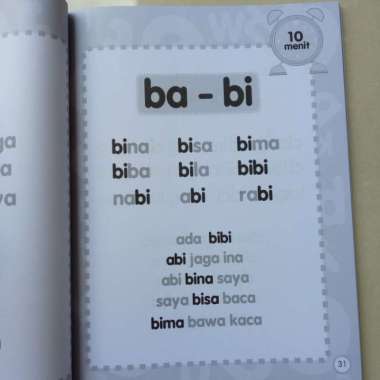 10
menit
ba - bi
bina bisa bima
biba bila bibi
nabi abi rabi
ada bibi
abi jaga ina
abi bina saya
saya bisa baca
bima bawa kaca
31